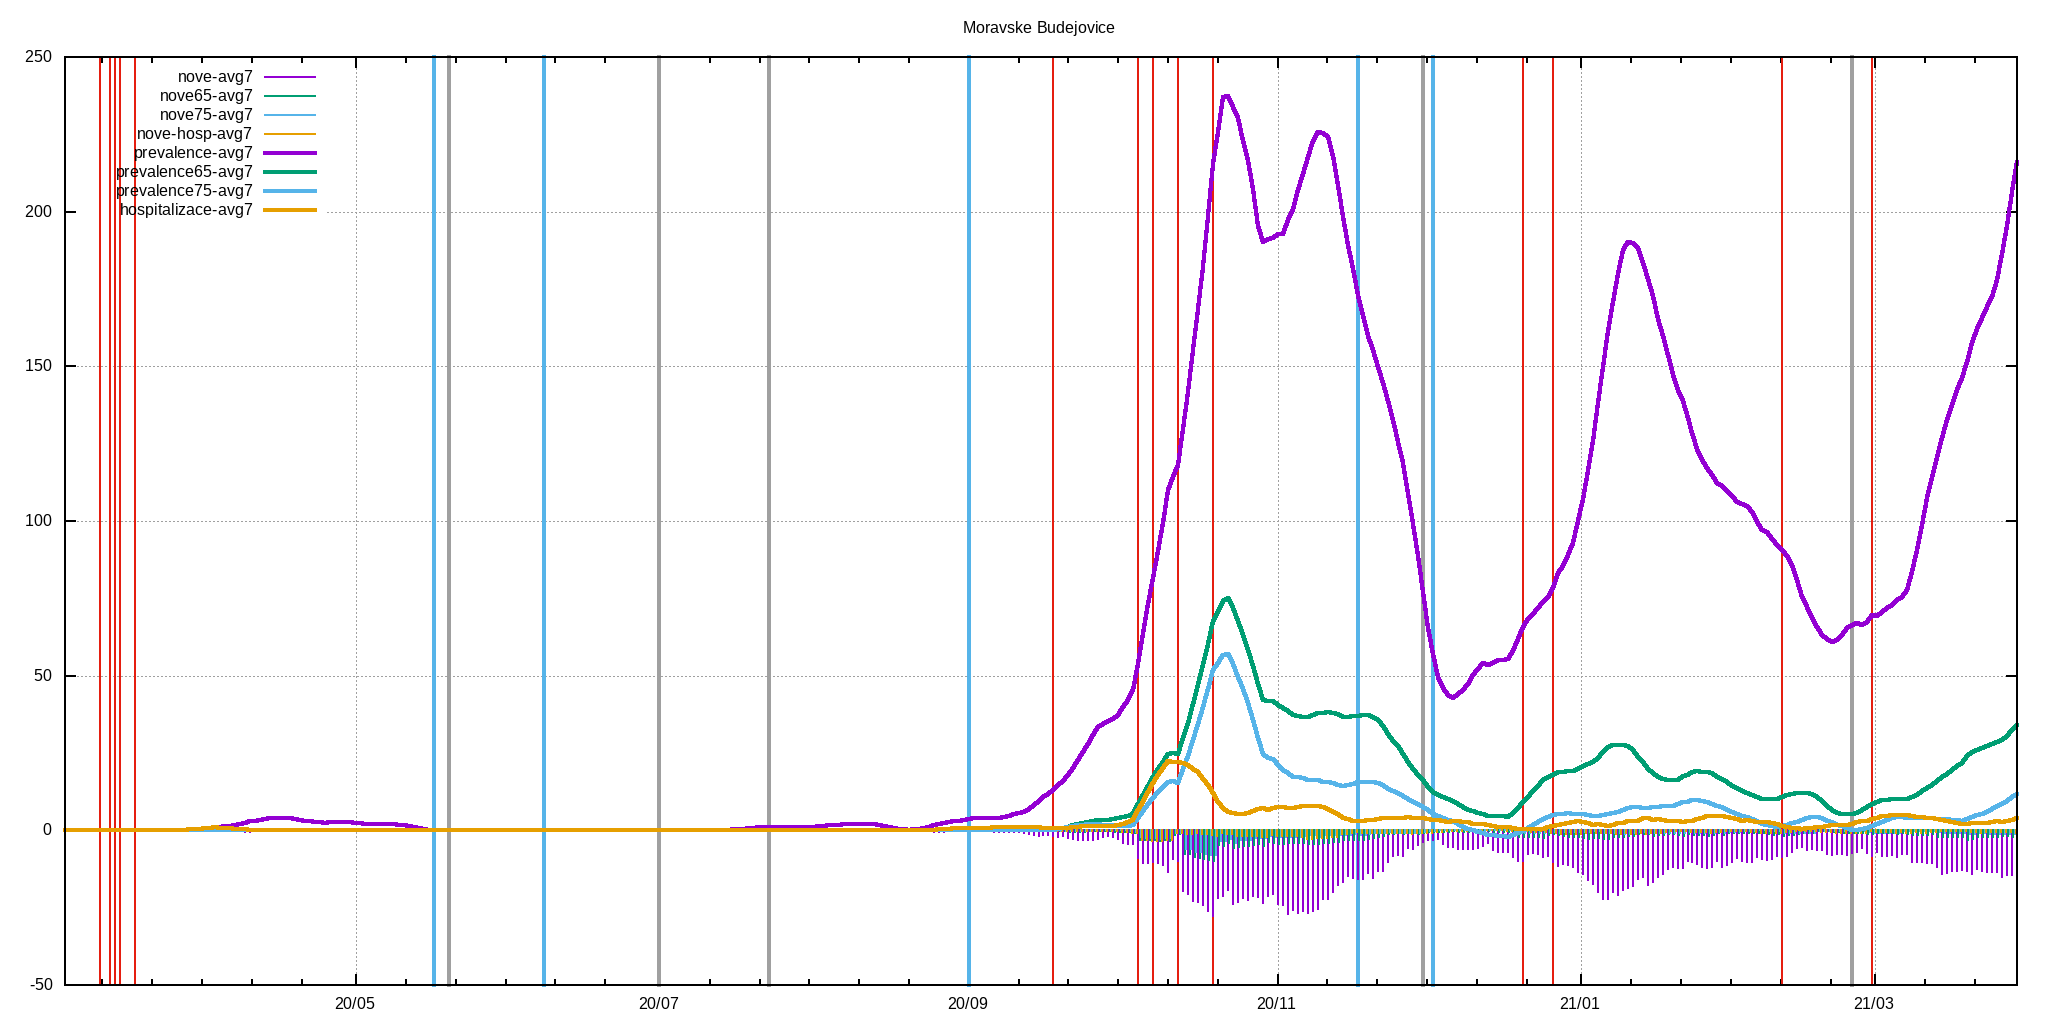 Moravske Budejovice
250
200
150
100
50
0
-50
nove-avg7
nove65-avg7
nove75-avg7
nove-hosp-avg7
prevalence-avg7
prevalence65-avg7
prevalence75-avg7
hospitalizace-avg7
20/05
20/07
20/09
20/11
21/01
21/03